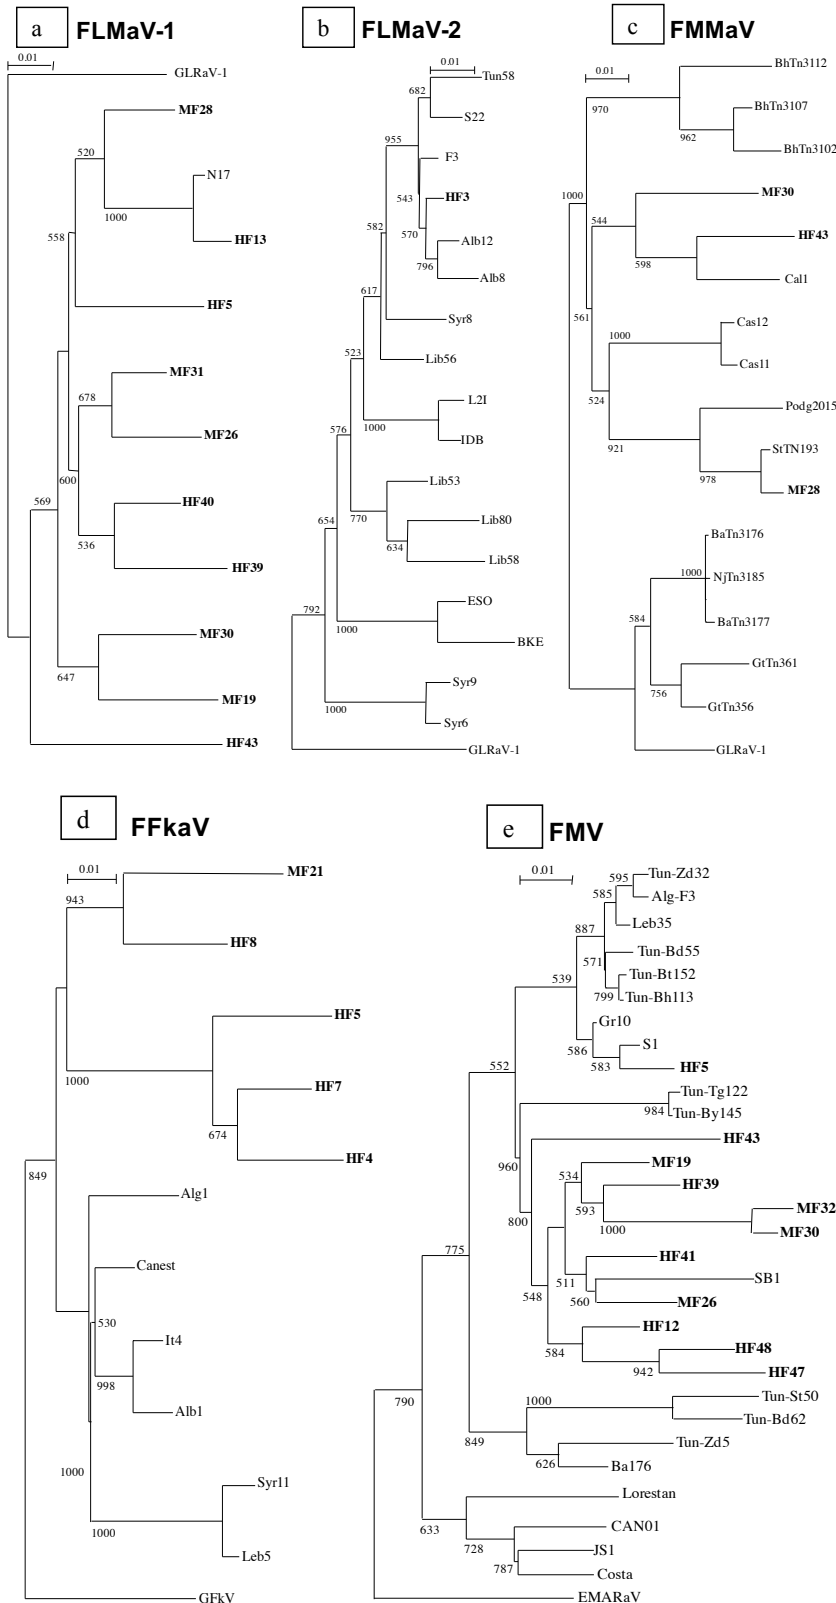 a FLMaV-1
0.01
GLRaV-1
MF28
520
N17
1000
HF13
558
HF5
MF31
678
MF26
600
HF40
569
536
HF39
MF30
647
MF19
HF43
b FLMaV-2
0.01
Tun58
682
S22
955
F3
543
HF3
570
Alb12
796
Alb8
582
617
Syr8
523
Lib56
L2I
576
1000
IDB
Lib53
770
Lib80
654
634
Lib58
792
ESO
1000
BKE
Syr9
1000
Syr6
GLRaV-1
c FMMaV
0.01
BhTn3112
970
BhTn3107
962
BhTn3102
1000
MF30
544
HF43
598
Cal1
561
Cas12
1000
Cas11
524
Podg2015
921
StTN193
978
MF28
BaTn3176
1000
NjTn3185
584
BaTn3177
GtTn361
756
GtTn356
GLRaV-1
d FFkaV
0.01
MF21
943
HF8
HF5
1000
HF7
674
HF4
849
Alg1
Canest
530
It4
998
Alb1
1000
Syr11
1000
Leb5
GFkV
e FMV
0.01
595
Tun-Zd32
585
Alg-F3
Leb35
887
Tun-Bd55
571
Tun-Bt152
539
799
Tun-Bh113
Gr10
586
S1
583
HF5
552
Tun-Tg122
984
Tun-By145
HF43
960
MF19
534
HF39
593
MF32
800
1000
MF30
775
HF41
511
SB1
548
560
MF26
HF12
584
HF48
942
HF47
790
Tun-St50
1000
Tun-Bd62
849
Tun-Zd5
626
Ba176
Lorestan
633
CAN01
728
JS1
787
Costa
EMARaV